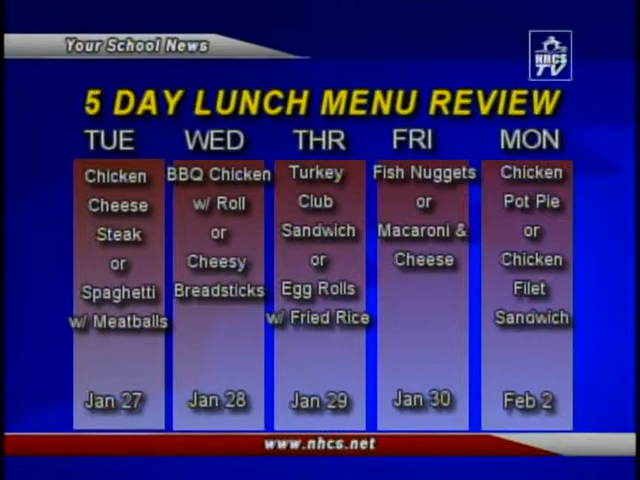 Your School News
NHCS
TV
5 DAY LUNCH MENU REVIEW
TUE
Chicken
Cheese
Steak
or
Spaghetti
w/ Meatballs
Jan 27
WED
BBQ Chicken
w/ Roll
or
Cheesy
Breadsticks
Jan 28
THR
Turkey
Club
Sandwich
or
Egg Rolls
w/ Fried Rice
Jan 29
FRI
Fish Nuggets
or
Macaroni &
Cheese
Jan 30
MON
Chicken
Pot Pie
or
Chicken
Filet
Sandwich
Feb 2
www.nhcs.net